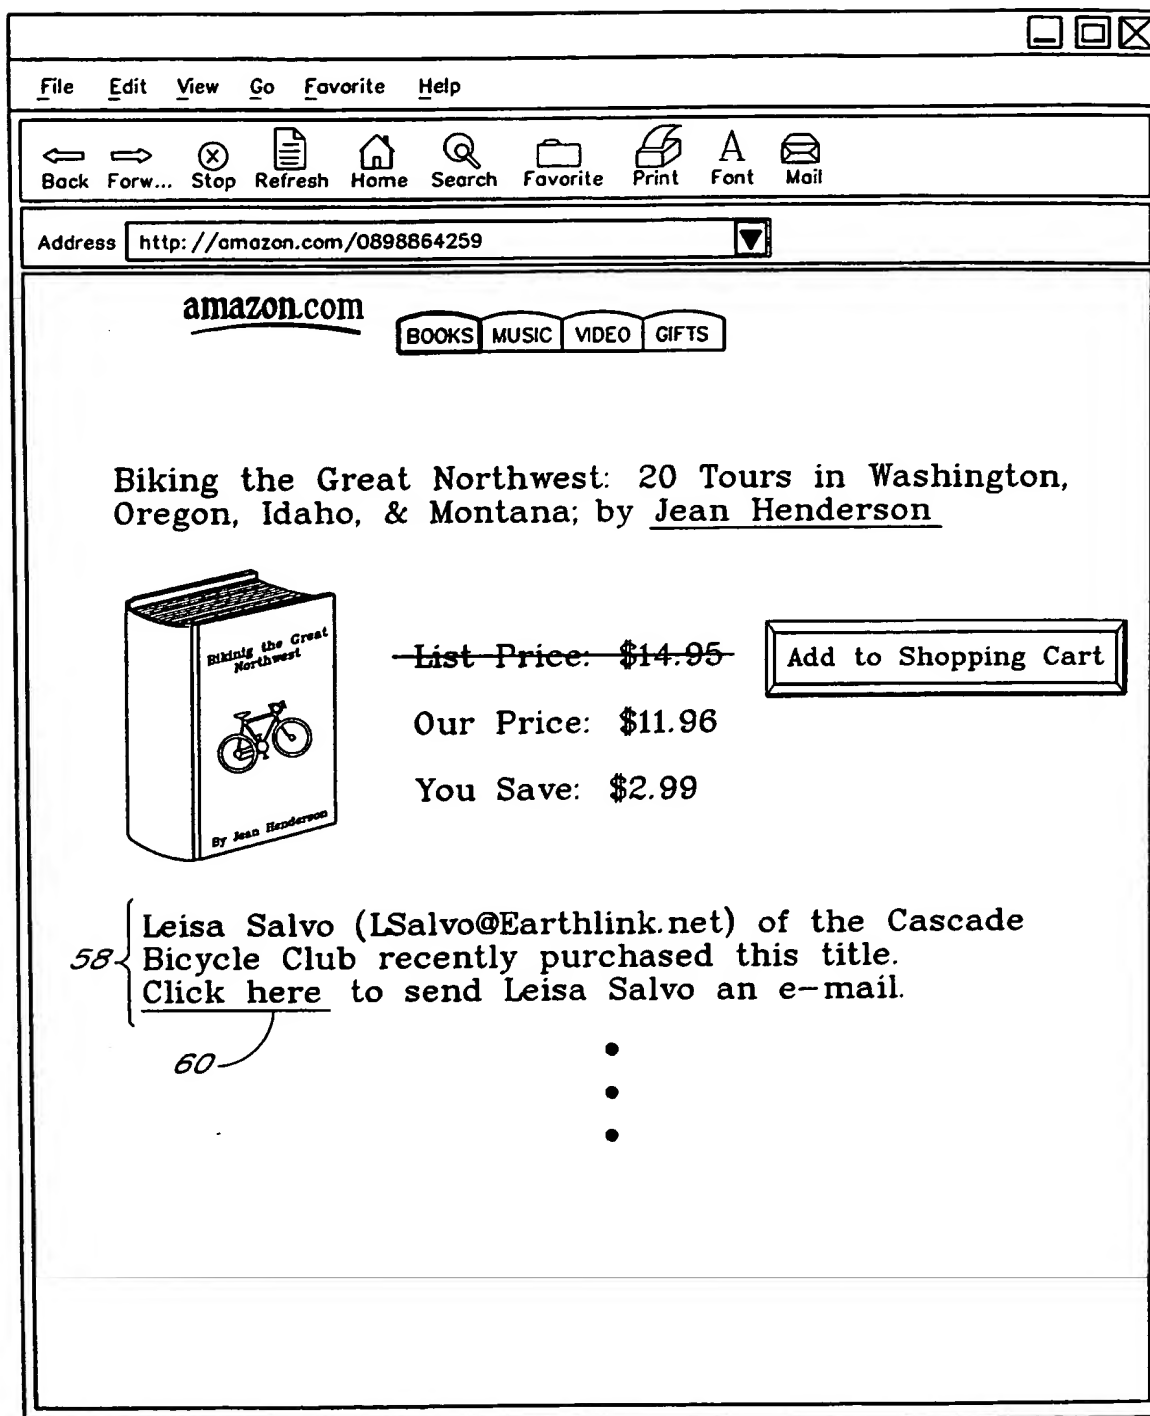 File Edit View Go Favorite Help
Back Forw... Stop Refresh Home Search Favorite Print Font Mail
Address http://amazon.com/0898864259
amazon.com
BOOKS MUSIC VIDEO GIFTS
Biking the Great Northwest: 20 Tours in Washington,
Oregon, Idaho, & Montana; by Jean Henderson
Bikinig the Great
Northwest
By Jean Henderson
List Price: $14.95
Add to Shopping Cart
Our Price: $11.96
You Save: $2.99
58
Leisa Salvo (LSalvo@Earthlink.net) of the Cascade
Bicycle Club recently purchased this title.
Click here to send Leisa Salvo an e-mail.
60